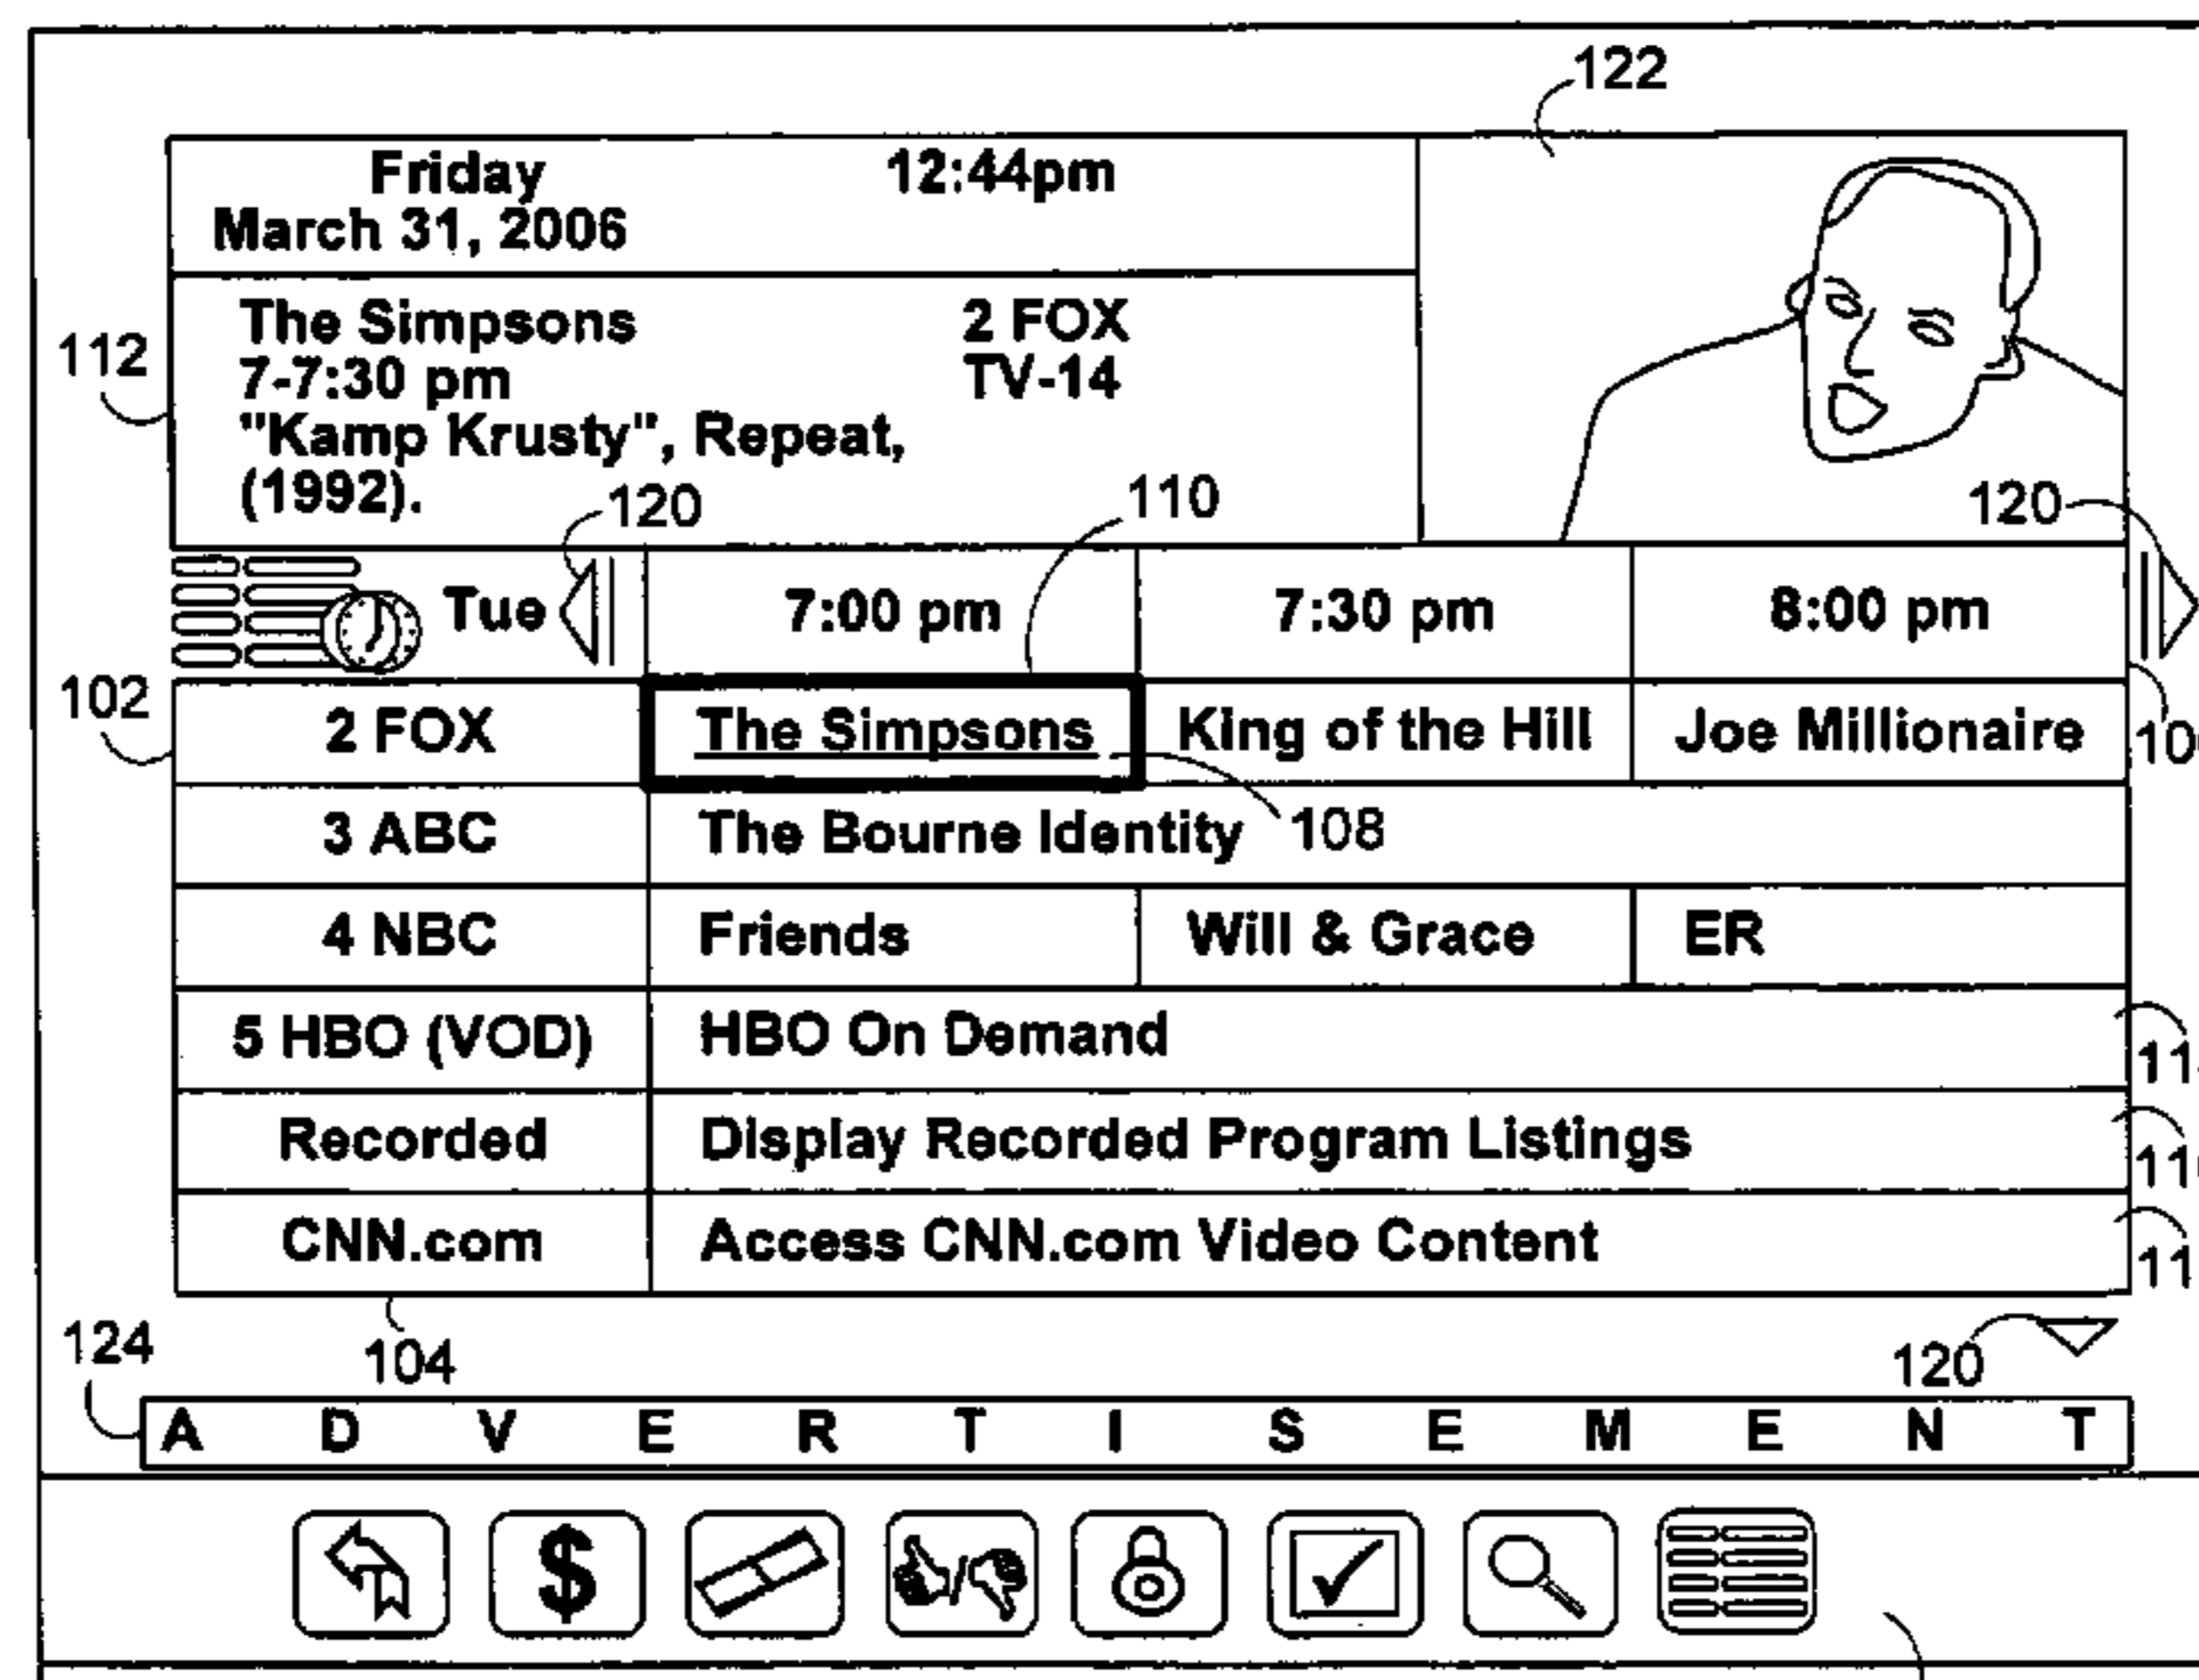 122
Friday 12:44pm
March 31, 2006
The Simpsons 2 FOX
112
7-7:30 pm TV-14
"Kamp Krusty", Repeat,
(1992).
120 110 120
Tue 7:00 pm 7:30 pm 8:00 pm
102
2 FOX The Simpsons King of the Hill Joe Millionaire
3 ABC The Bourne Identity 108
4 NBC Friends Will & Grace ER
5 HBO (VOD) HBO On Demand
Recorded Display Recorded Program Listings
CNN.com Access CNN.com Video Content
124 104 120
A D V E R T I S E M E N T
$